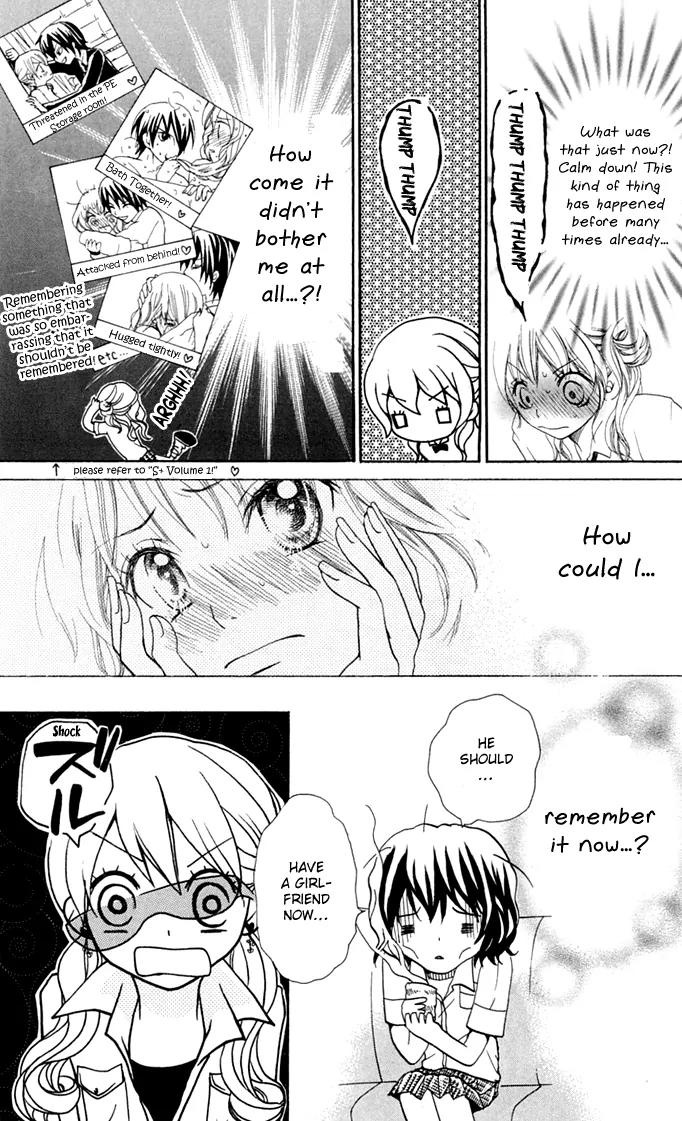 What was
that just now?!
Calm down! This
kind of thing
has happened
before many
times already...
THUMP THUMP THUMP
THUMP THUMP
How
come it
didn't
bother
me at
all...?!
Threatened in the PE
Storage room! ♡
Bath Together! ♡
Attacked from behind!♡
Hugged tightly! ♡
Remembering
something that
was so embar-
rassing that it
shouldn't be
remembered! etc ...
ARGHHH!
↑ please refer to "S+ Volume 1!" ♡
How
could I...
remember
it now...?
HE
SHOULD
...
HAVE
A GIRL-
FRIEND
NOW...
Shock
ズル